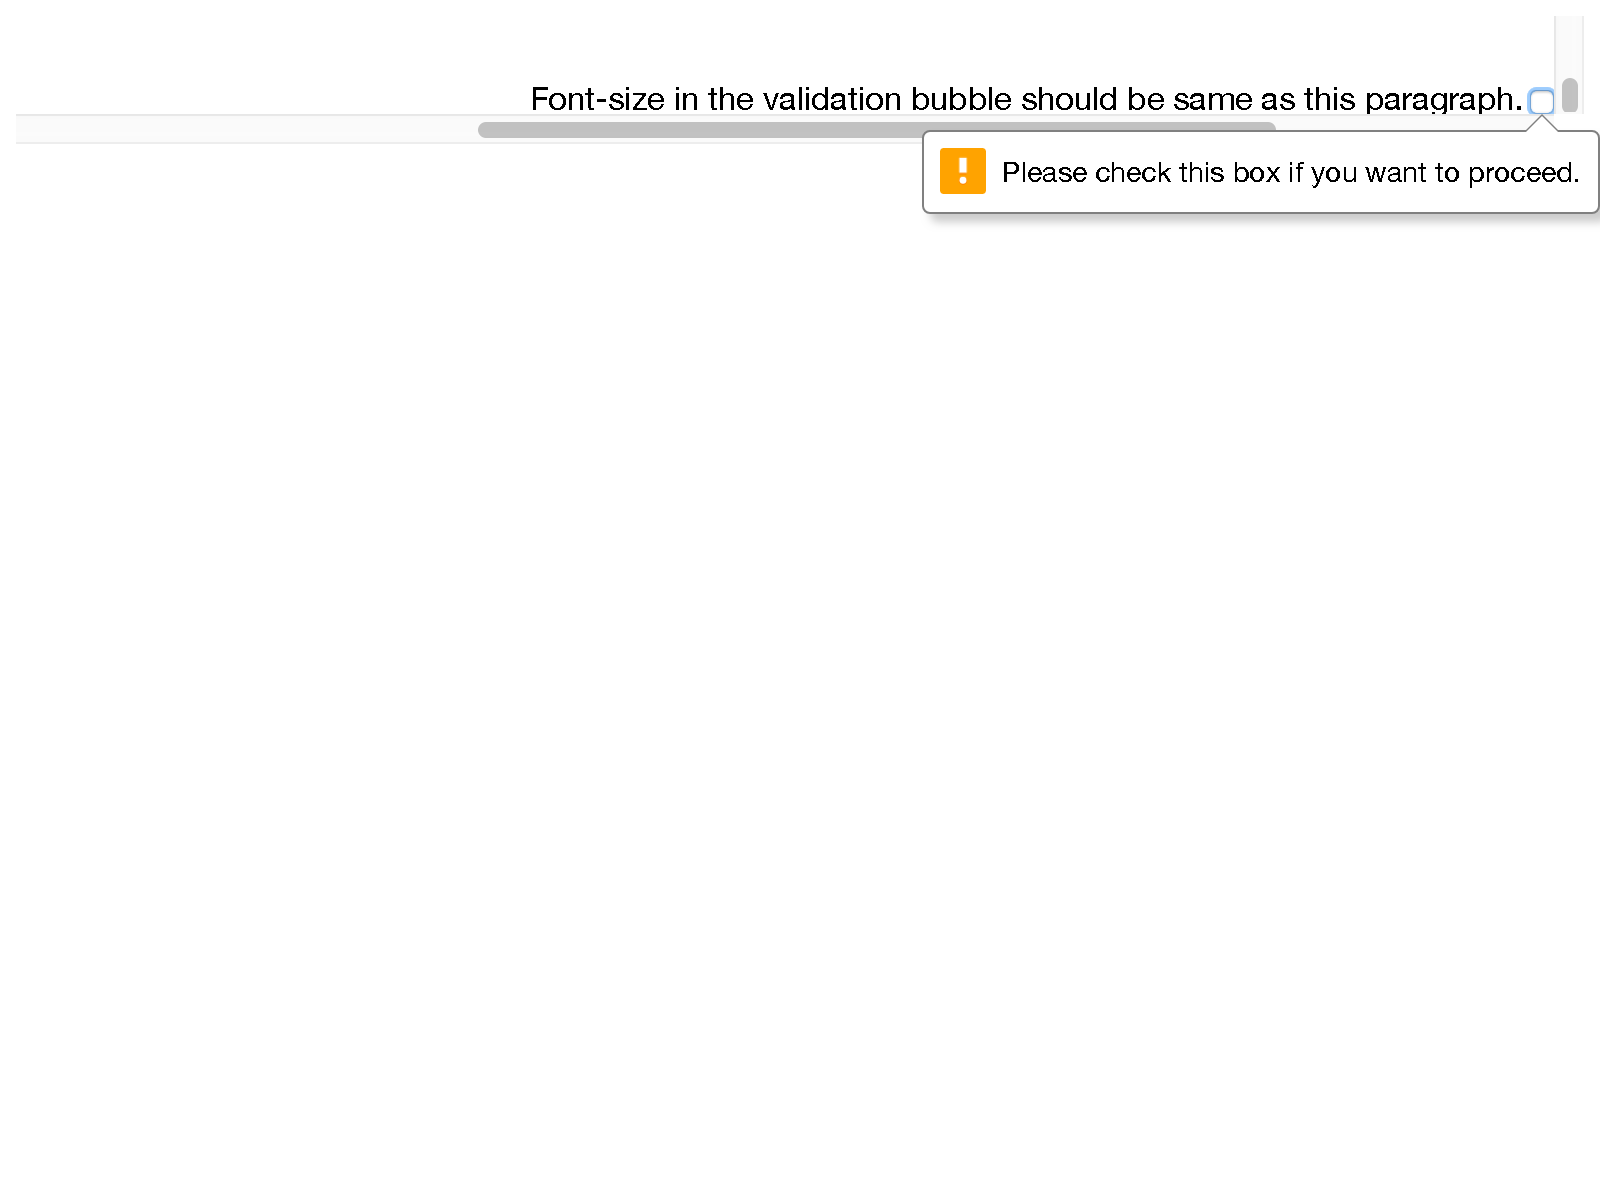 Font-size in the validation bubble should be same as this paragraph.
Please check this box if you want to proceed.